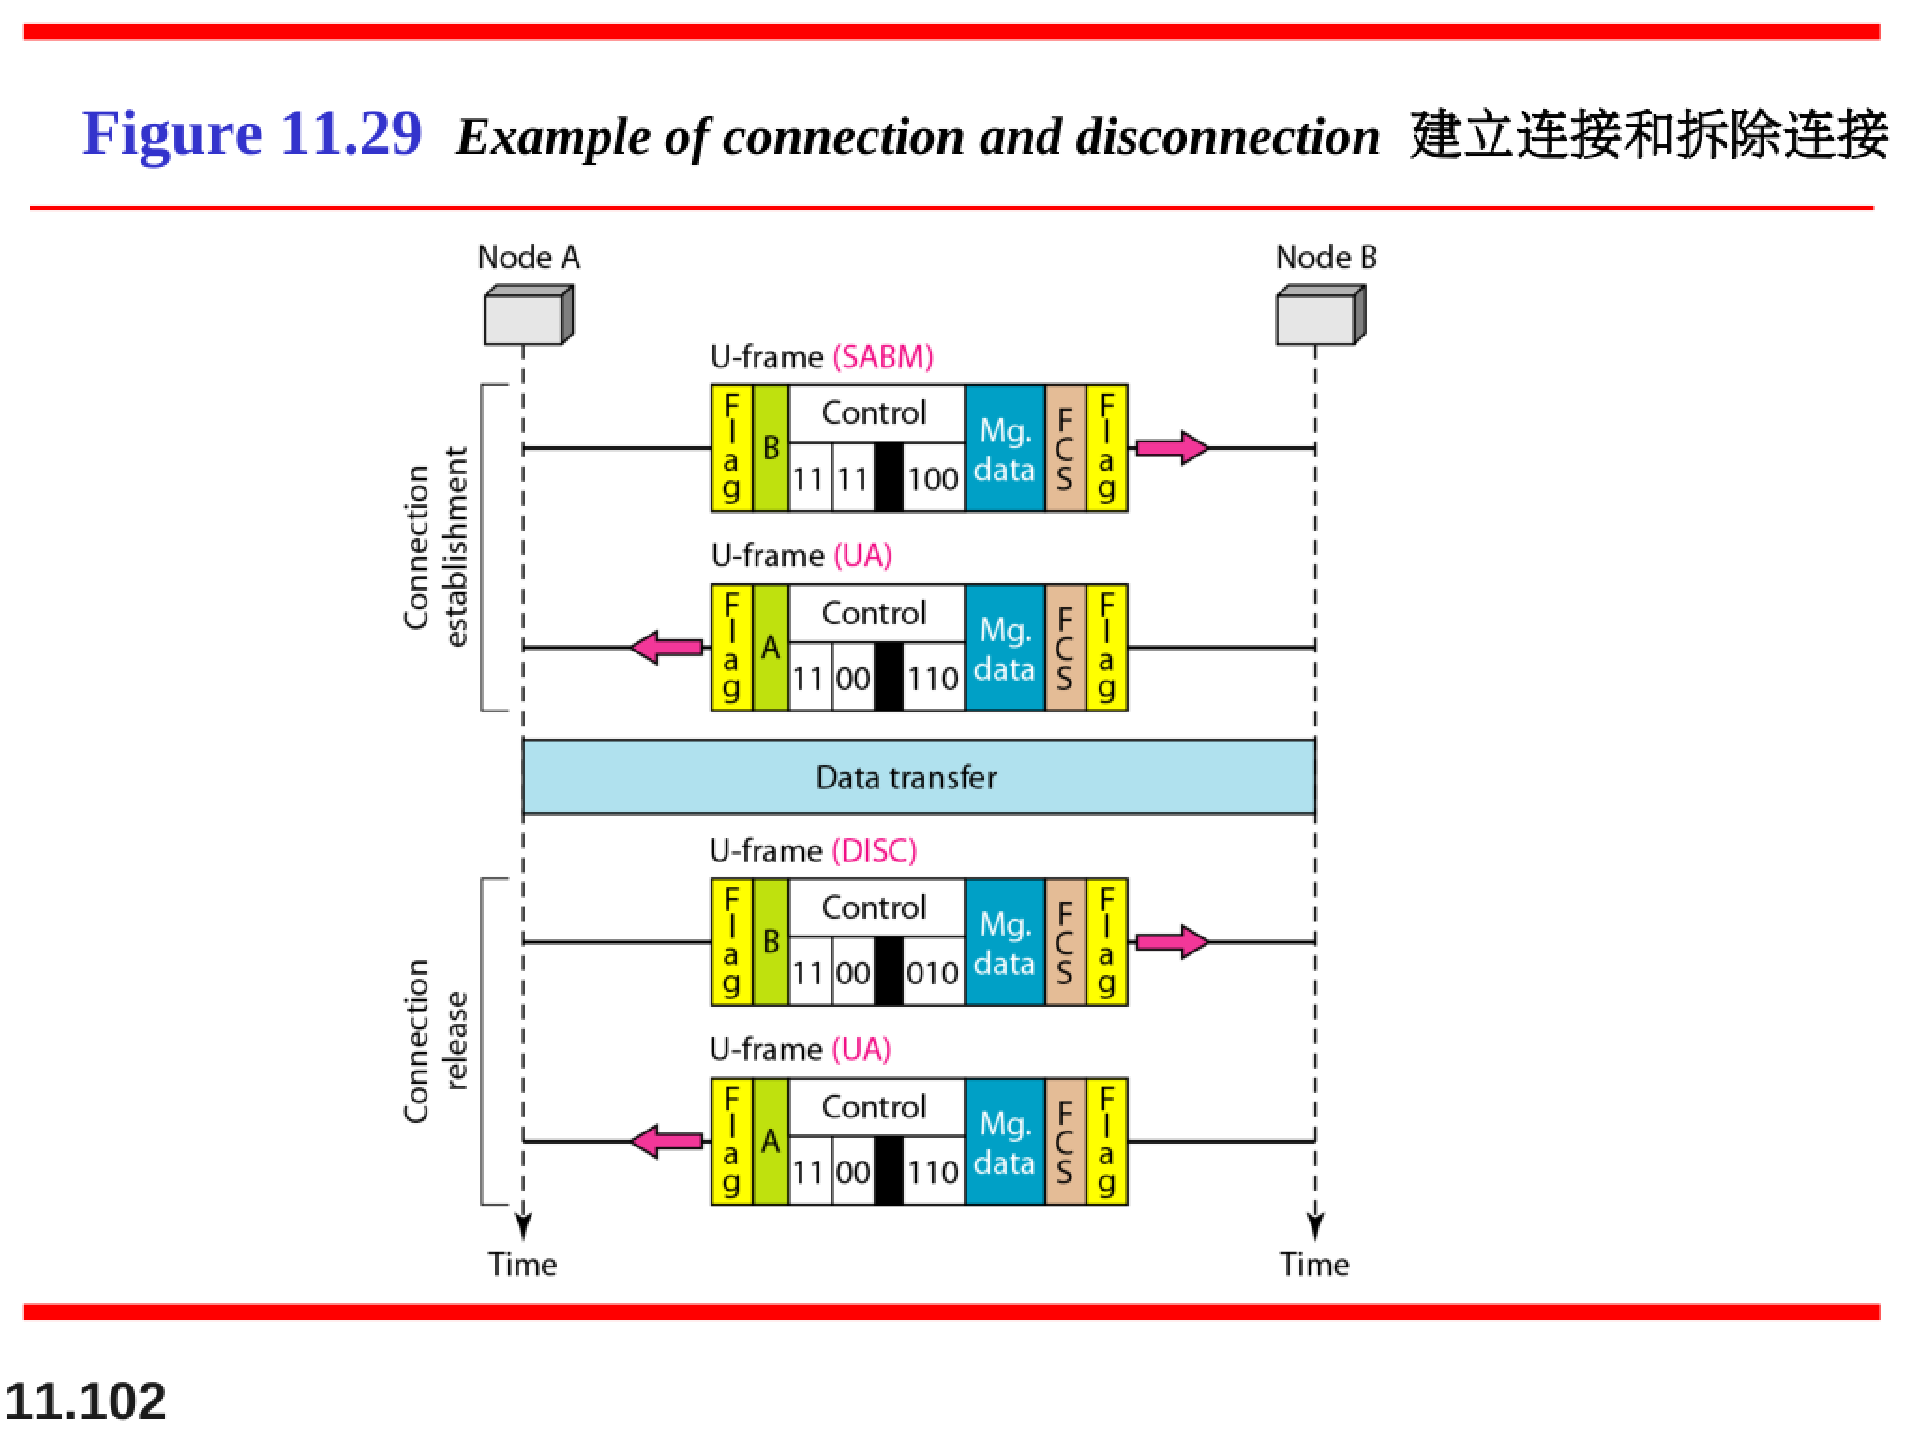 Figure 11.29 Example of connection and disconnection 建立连接和拆除连接
Node A
Node B
U-frame (SABM)
Flag
B
Control
11 11 100
Mg. data
FCS
Flag
Connection establishment
U-frame (UA)
Flag
A
Control
11 00 110
Mg. data
FCS
Flag
Data transfer
U-frame (DISC)
Flag
B
Control
11 00 010
Mg. data
FCS
Flag
Connection release
U-frame (UA)
Flag
A
Control
11 00 110
Mg. data
FCS
Flag
Time
Time
11.102